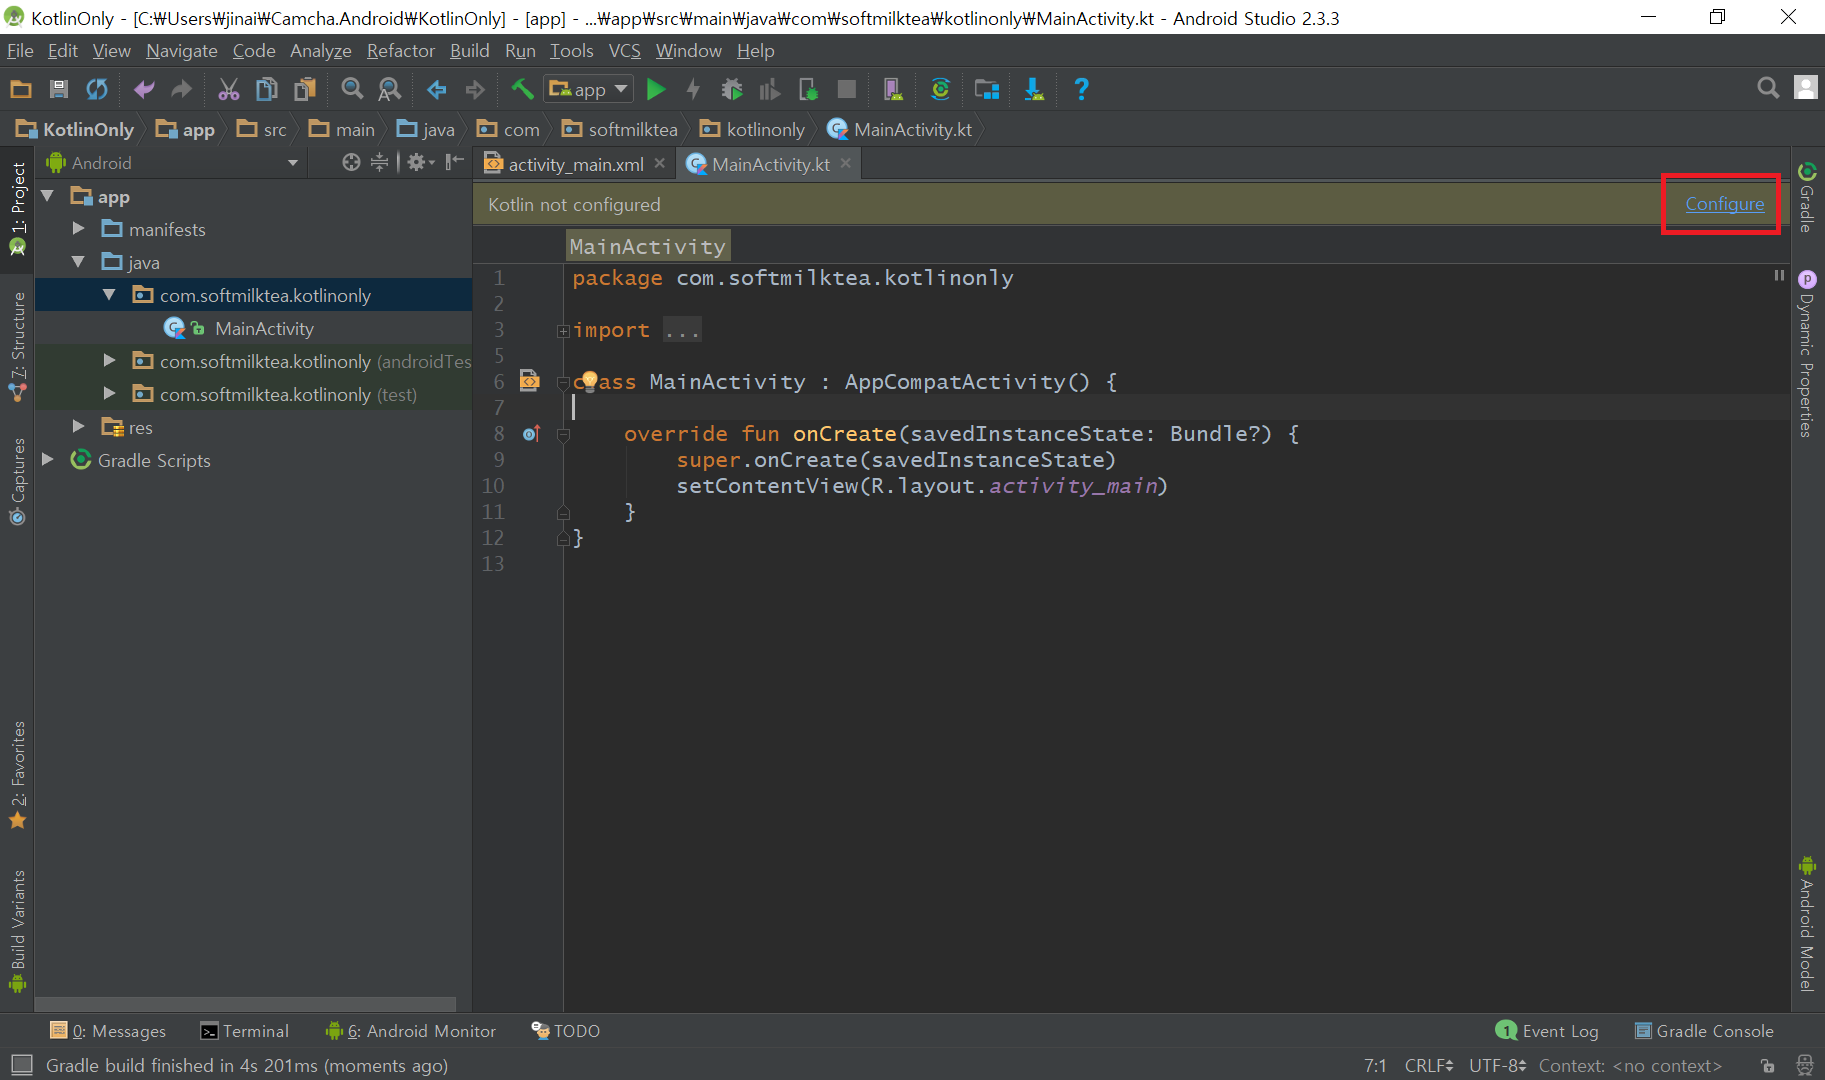 KotlinOnly - [C:₩Users₩jinai₩Camcha.Android₩KotlinOnly] - [app] - ...₩app₩src₩main₩java₩com₩softmilktea₩kotlinonly₩MainActivity.kt - Android Studio 2.3.3
File Edit View Navigate Code Analyze Refactor Build Run Tools VCS Window Help
app
KotlinOnly app src main java com softmilktea kotlinonly MainActivity.kt
Android
activity_main.xml MainActivity.kt
Kotlin not configured Configure
MainActivity
app
manifests
java
com.softmilktea.kotlinonly
MainActivity
com.softmilktea.kotlinonly (androidTes
com.softmilktea.kotlinonly (test)
res
Gradle Scripts
1 package com.softmilktea.kotlinonly
2
3 import ...
5
6 class MainActivity : AppCompatActivity() {
7
8 override fun onCreate(savedInstanceState: Bundle?) {
9 super.onCreate(savedInstanceState)
10 setContentView(R.layout.activity_main)
11 }
12 }
13
1: Project
7: Structure
Captures
2: Favorites
Build Variants
Gradle
Dynamic Properties
Android Model
0: Messages Terminal 6: Android Monitor TODO 1 Event Log Gradle Console
Gradle build finished in 4s 201ms (moments ago) 7:1 CRLF UTF-8 Context: <no context>